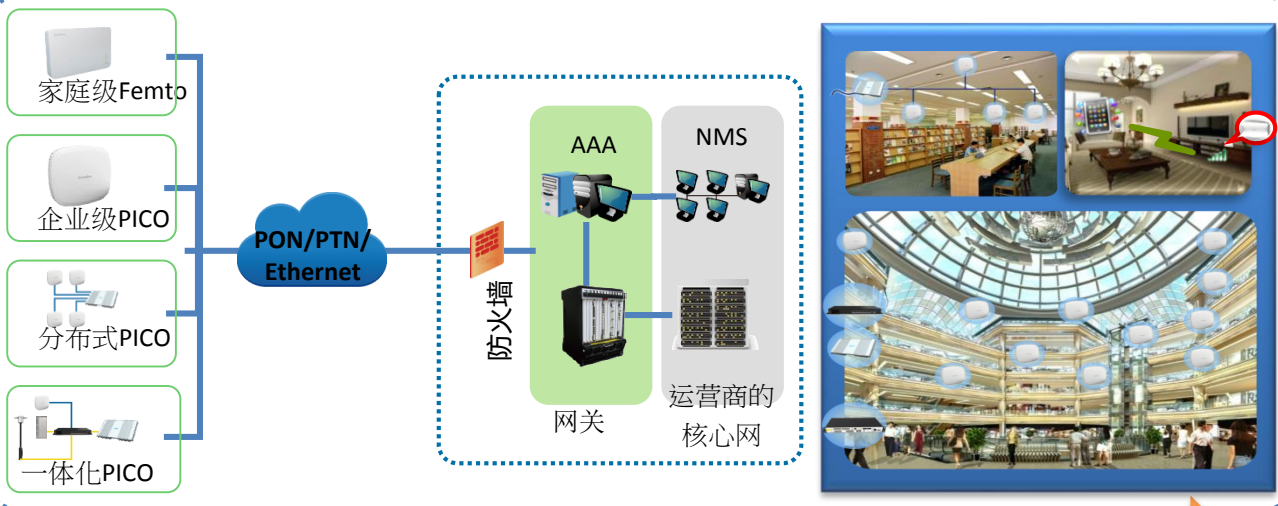 家庭级Femto
企业级PICO
分布式PICO
一体化PICO
PON/PTN/
Ethernet
防火墙
AAA
网关
NMS
运营商的
核心网